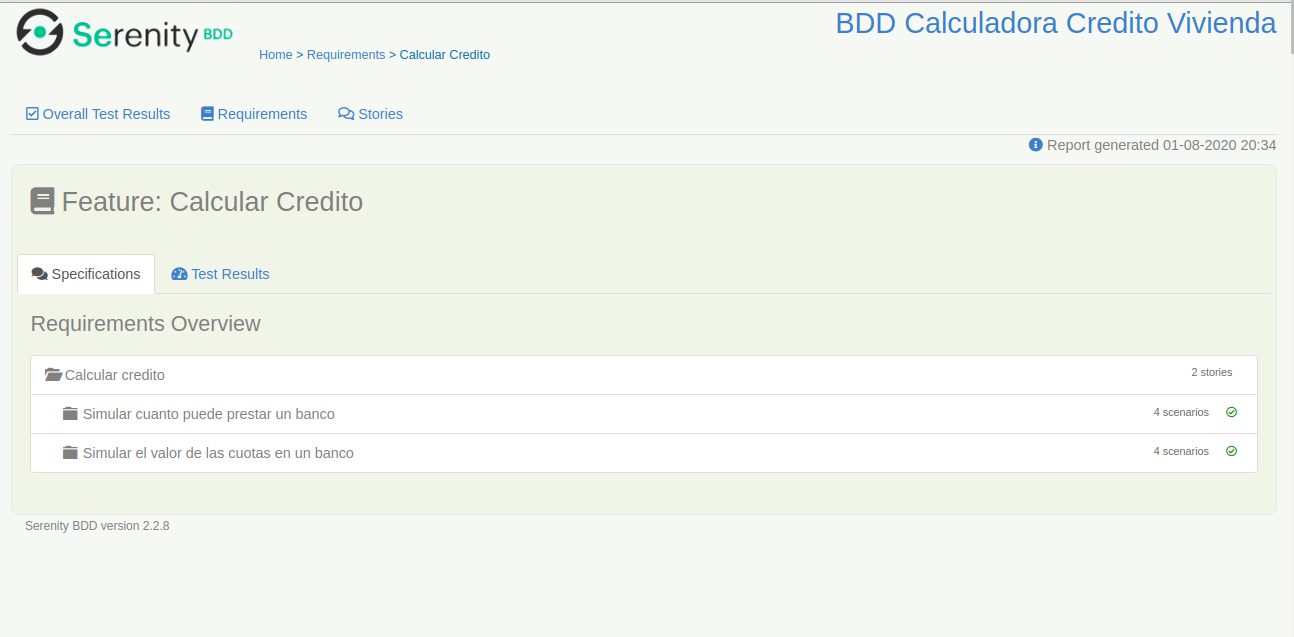 Serenity BDD
BDD Calculadora Credito Vivienda
Home > Requirements > Calcular Credito
Overall Test Results Requirements Stories
Report generated 01-08-2020 20:34
Feature: Calcular Credito
Specifications Test Results
Requirements Overview
Calcular credito 2 stories
Simular cuanto puede prestar un banco 4 scenarios
Simular el valor de las cuotas en un banco 4 scenarios
Serenity BDD version 2.2.8